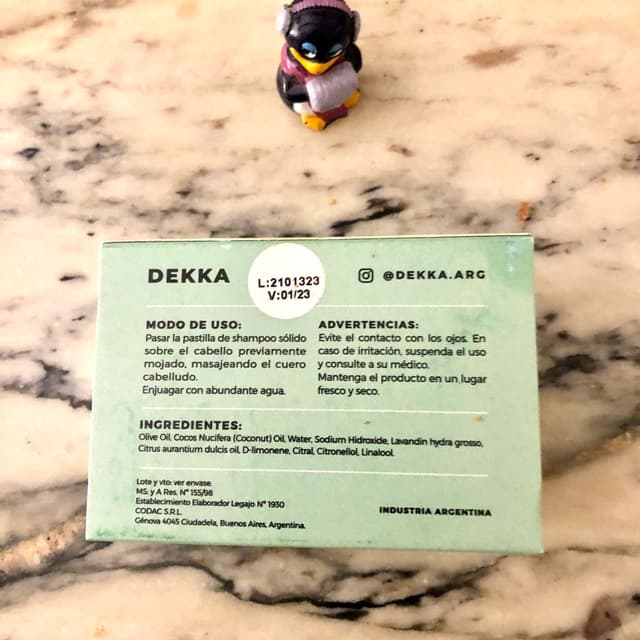 DEKKA
L:2101323
V:01/23
@DEKKA.ARG
MODO DE USO:
Pasar la pastilla de shampoo sólido
sobre el cabello previamente
mojado, masajeando el cuero
cabelludo.
Enjuagar con abundante agua.
ADVERTENCIAS:
Evite el contacto con los ojos. En
caso de irritación, suspenda el uso
y consulte a su médico.
Mantenga el producto en un lugar
fresco y seco.
INGREDIENTES:
Olive Oil, Cocos Nucifera (Coconut) Oil, Water, Sodium Hidroxide, Lavandin hydra grosso,
Citrus aurantium dulcis oil, D-limonene, Citral, Citronellol, Linalool.
Lote y vto: ver envase.
MS: y A Res. N° 155/98
Establecimiento Elaborador Legajo N° 1930
CODAC S.R.L.
Génova 4045 Ciudadela, Buenos Aires, Argentina.
INDUSTRIA ARGENTINA